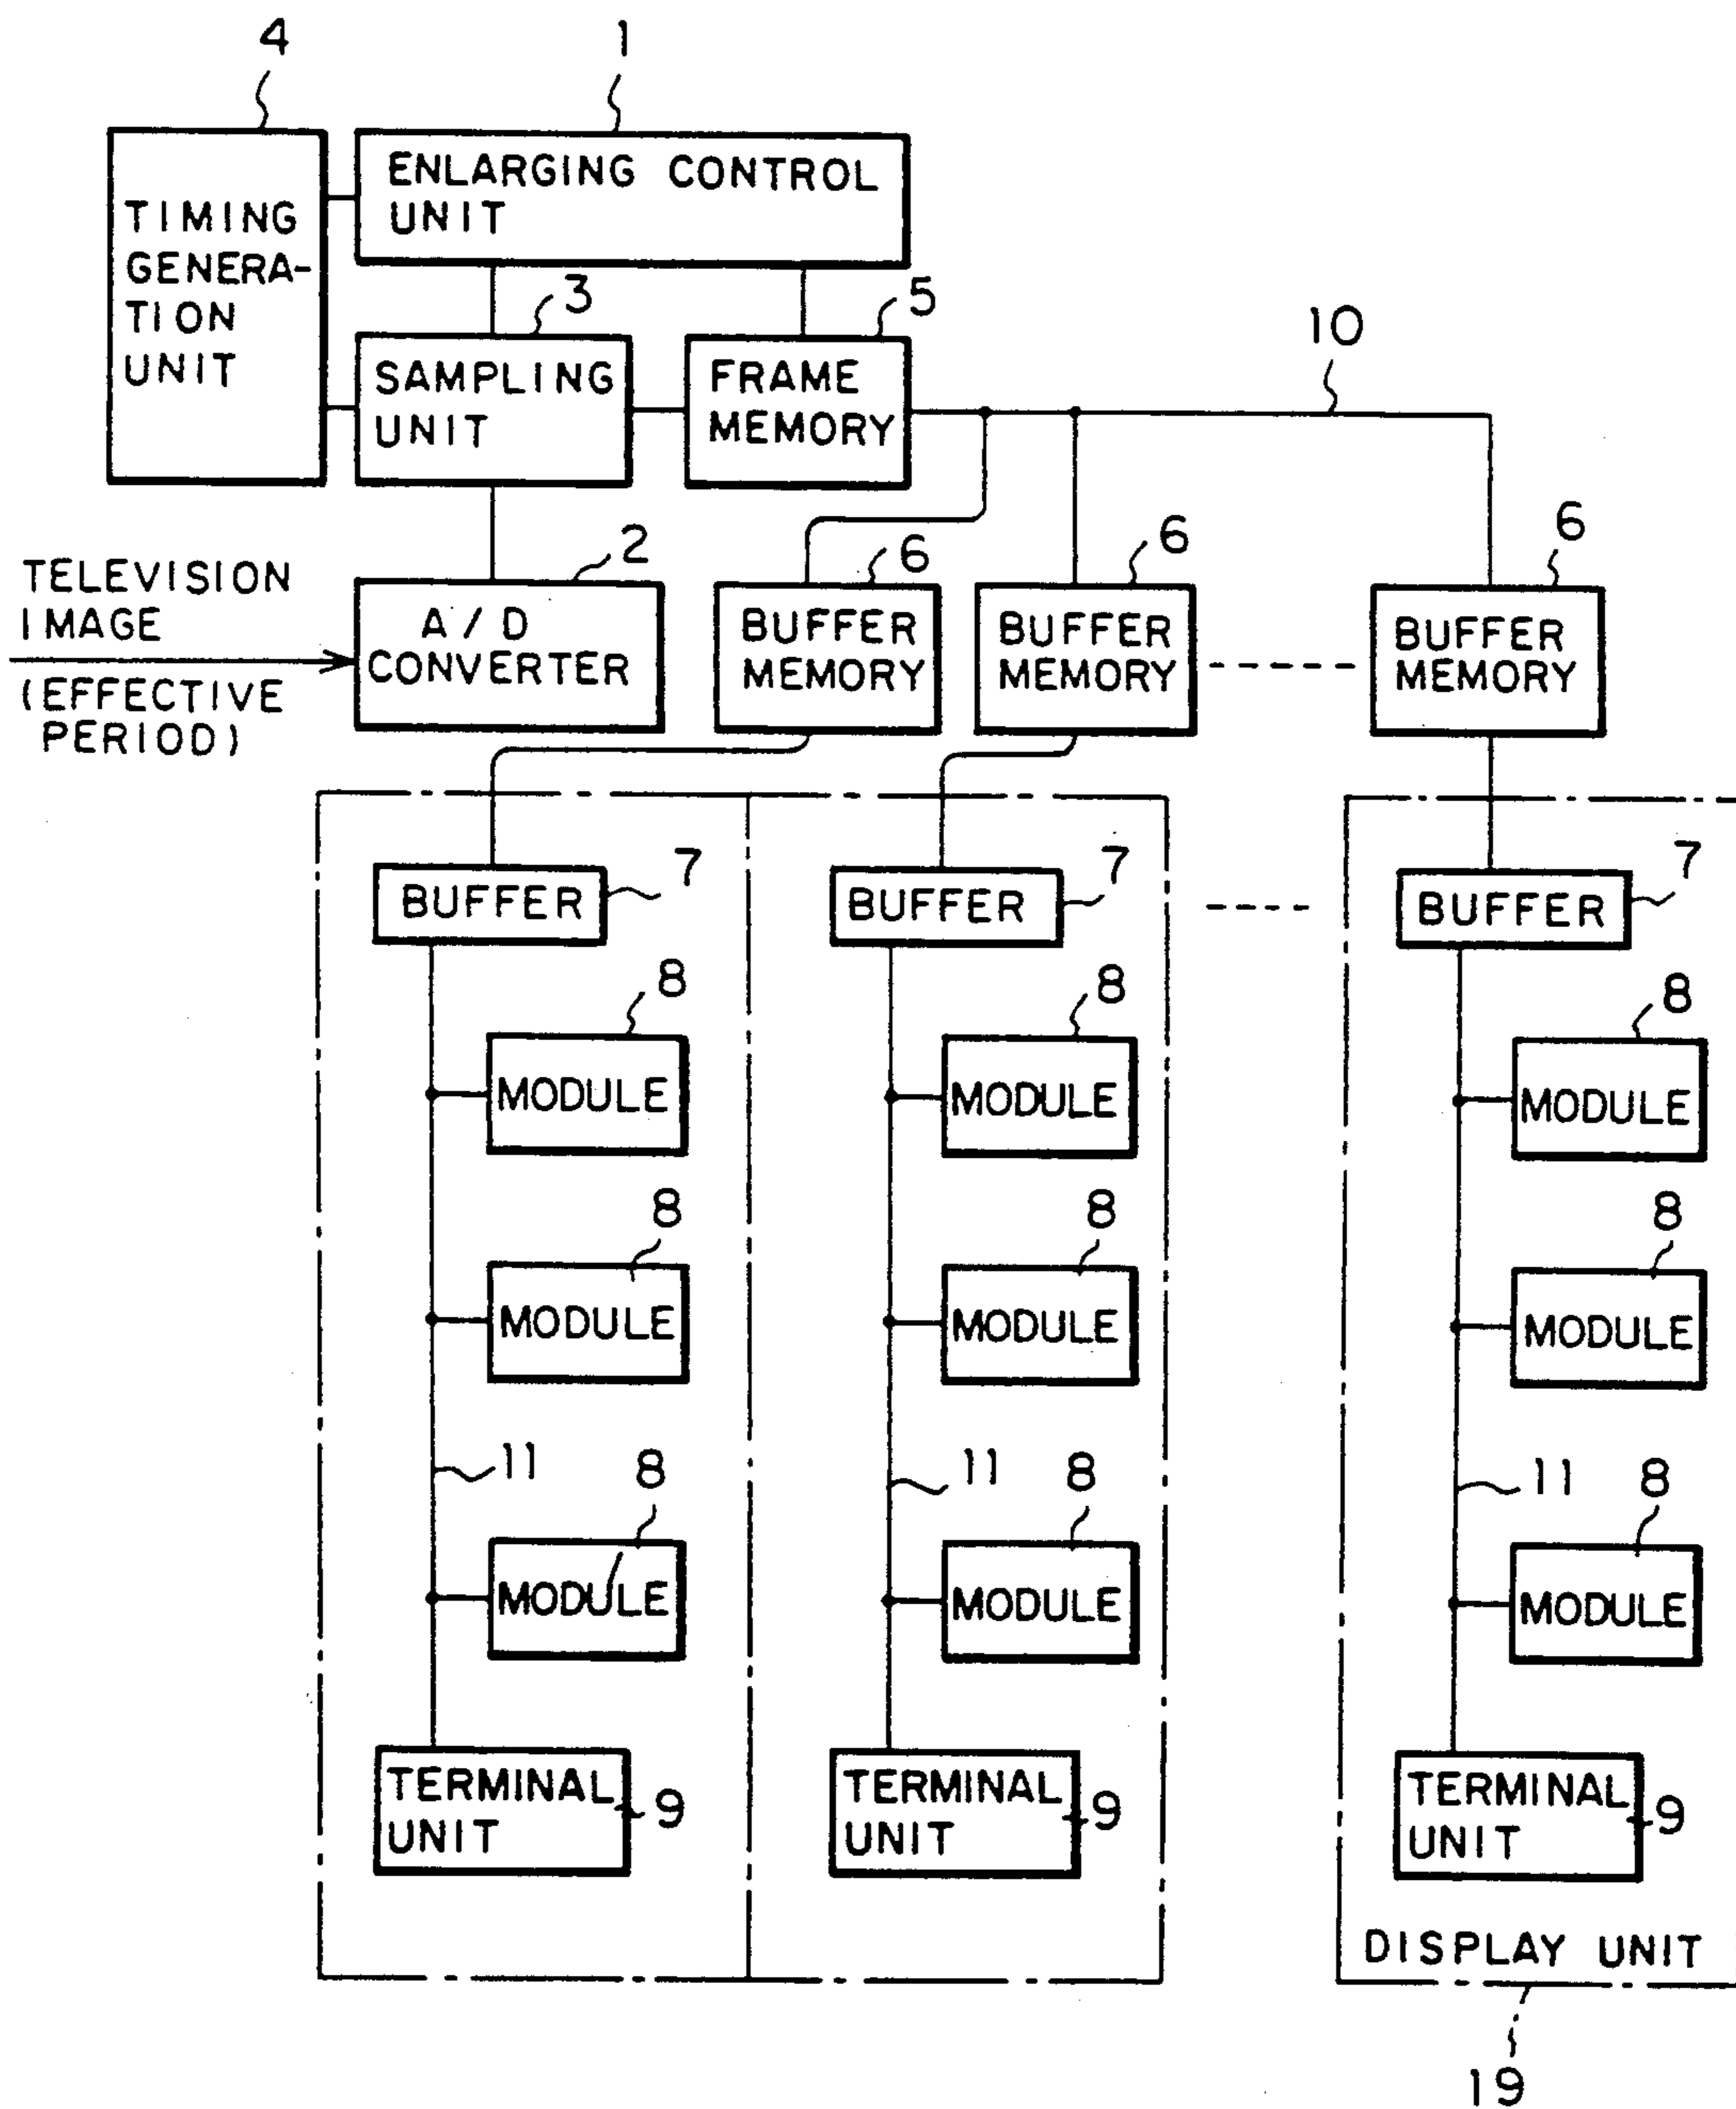 4
1
TIMING
GENERA-
TION
UNIT
ENLARGING CONTROL
UNIT
3
5
SAMPLING
UNIT
FRAME
MEMORY
10
TELEVISION
IMAGE
(EFFECTIVE
PERIOD)
2
A/D
CONVERTER
6
BUFFER
MEMORY
6
BUFFER
MEMORY
6
BUFFER
MEMORY
BUFFER
7
8
MODULE
8
MODULE
11
8
MODULE
TERMINAL
UNIT
9
BUFFER
7
8
MODULE
8
MODULE
11
8
MODULE
TERMINAL
UNIT
9
BUFFER
7
8
MODULE
8
MODULE
11
8
MODULE
TERMINAL
UNIT
9
DISPLAY UNIT
19